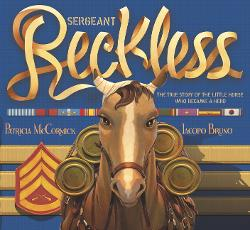 SERGEANT
Reckless
THE TRUE STORY OF THE LITTLE HORSE
WHO BECAME A HERO
PATRICIA MCCORMICK
IACOPO BRUNO